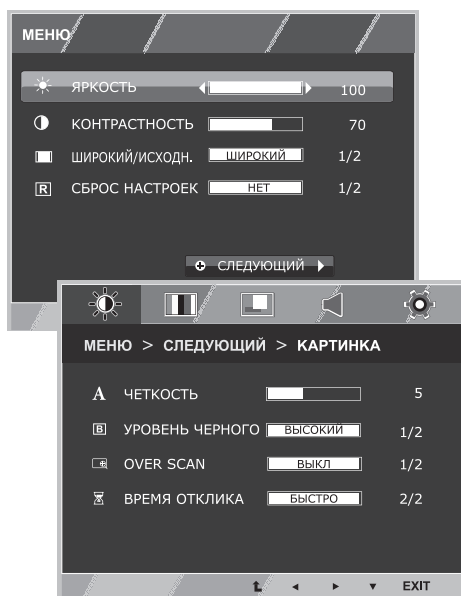 МЕНЮ
ЯРКОСТЬ 100
КОНТРАСТНОСТЬ 70
ШИРОКИЙ/ИСХОДН. ШИРОКИЙ 1/2
R СБРОС НАСТРОЕК НЕТ 1/2
СЛЕДУЮЩИЙ
МЕНЮ > СЛЕДУЮЩИЙ > КАРТИНКА
A ЧЕТКОСТЬ 5
B УРОВЕНЬ ЧЕРНОГО ВЫСОКИЙ 1/2
OVER SCAN ВЫКЛ 1/2
ВРЕМЯ ОТКЛИКА БЫСТРО 2/2
EXIT